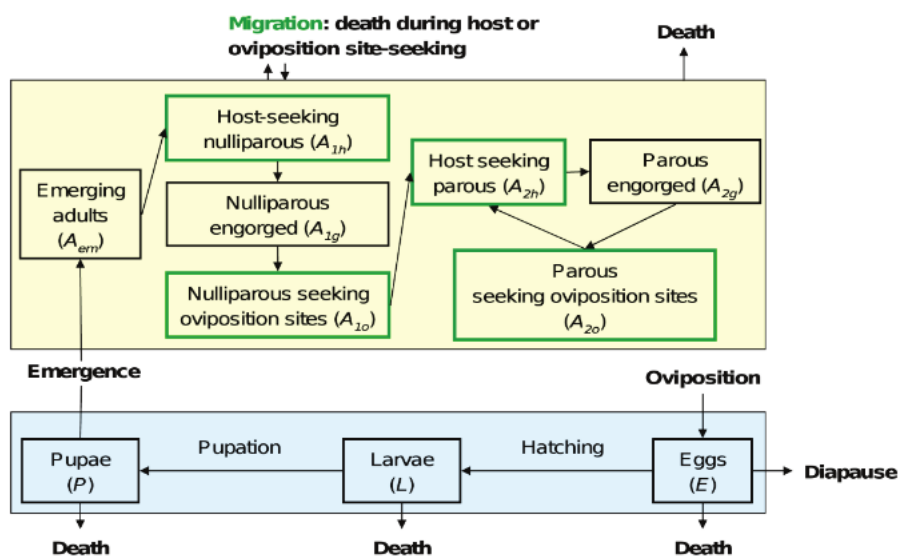 Migration: death during host or
oviposition site-seeking
Death
Host-seeking
nulliparous (A1h)
Host seeking
parous (A2h)
Parous
engorged (A2g)
Emerging
adults
(Aem)
Nulliparous
engorged (A1g)
Nulliparous seeking
oviposition sites (A1o)
Parous
seeking oviposition sites
(A2o)
Emergence
Oviposition
Pupae
(P)
Pupation
Larvae
(L)
Hatching
Eggs
(E)
Diapause
Death
Death
Death